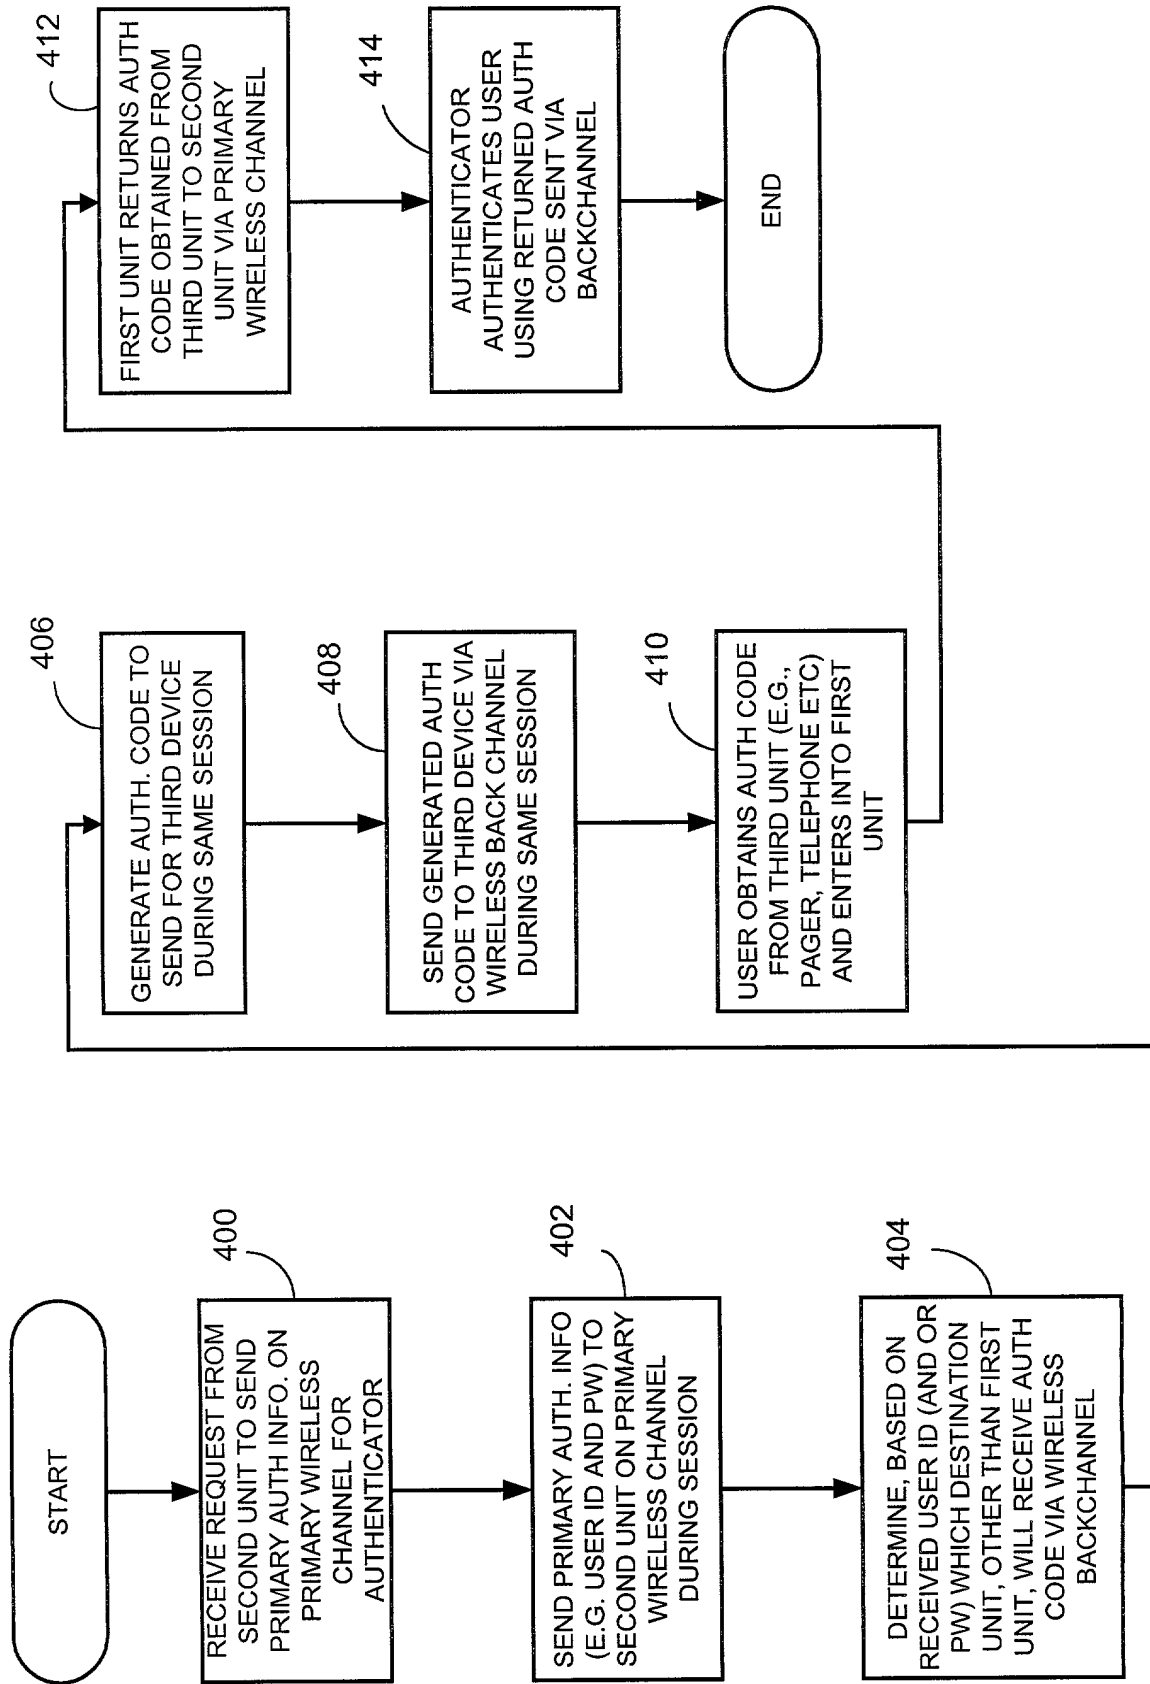 START
400
RECEIVE REQUEST FROM
SECOND UNIT TO SEND
PRIMARY AUTH INFO. ON
PRIMARY WIRELESS
CHANNEL FOR
AUTHENTICATOR
402
SEND PRIMARY AUTH. INFO
(E.G. USER ID AND PW) TO
SECOND UNIT ON PRIMARY
WIRELESS CHANNEL
DURING SESSION
404
DETERMINE, BASED ON
RECEIVED USER ID (AND OR
PW) WHICH DESTINATION
UNIT, OTHER THAN FIRST
UNIT, WILL RECEIVE AUTH
CODE VIA WIRELESS
BACKCHANNEL
406
GENERATE AUTH. CODE TO
SEND FOR THIRD DEVICE
DURING SAME SESSION
408
SEND GENERATED AUTH
CODE TO THIRD DEVICE VIA
WIRELESS BACK CHANNEL
DURING SAME SESSION
410
USER OBTAINS AUTH CODE
FROM THIRD UNIT (E.G.,
PAGER, TELEPHONE ETC)
AND ENTERS INTO FIRST
UNIT
412
FIRST UNIT RETURNS AUTH
CODE OBTAINED FROM
THIRD UNIT TO SECOND
UNIT VIA PRIMARY
WIRELESS CHANNEL
414
AUTHENTICATOR
AUTHENTICATES USER
USING RETURNED AUTH
CODE SENT VIA
BACKCHANNEL
END